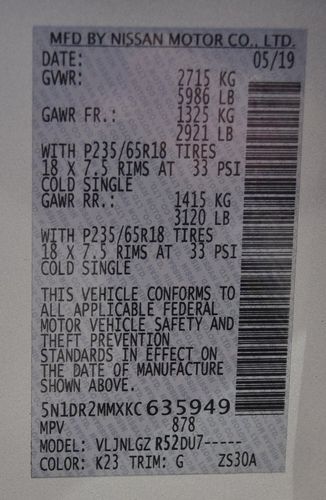 MFD BY NISSAN MOTOR CO., LTD.
DATE: 05/19
GVWR: 2715 KG
5986 LB
GAWR FR.: 1325 KG
2921 LB
WITH P235/65R18 TIRES
18 X 7.5 RIMS AT 33 PSI
COLD SINGLE
GAWR RR.: 1415 KG
3120 LB
WITH P235/65R18 TIRES
18 X 7.5 RIMS AT 33 PSI
COLD SINGLE
THIS VEHICLE CONFORMS TO
ALL APPLICABLE FEDERAL
MOTOR VEHICLE SAFETY AND
THEFT PREVENTION
STANDARDS IN EFFECT ON
THE DATE OF MANUFACTURE
SHOWN ABOVE.
5N1DR2MMXKC635949
MPV 878
MODEL: VLJNLGZ R52DU7-----
COLOR: K23 TRIM: G ZS30A